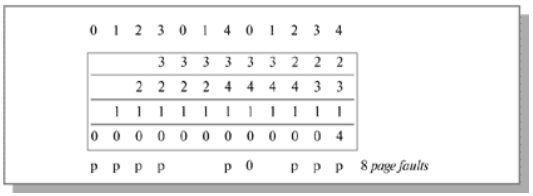 0 1 2 3 0 1 4 0 1 2 3 4
3 3 3 3 3 3 2 2 2
2 2 2 2 4 4 4 4 3 3
1 1 1 1 1 1 1 1 1 1 1
0 0 0 0 0 0 0 0 0 0 0 4
p p p p p 0 p p p 8 page faults